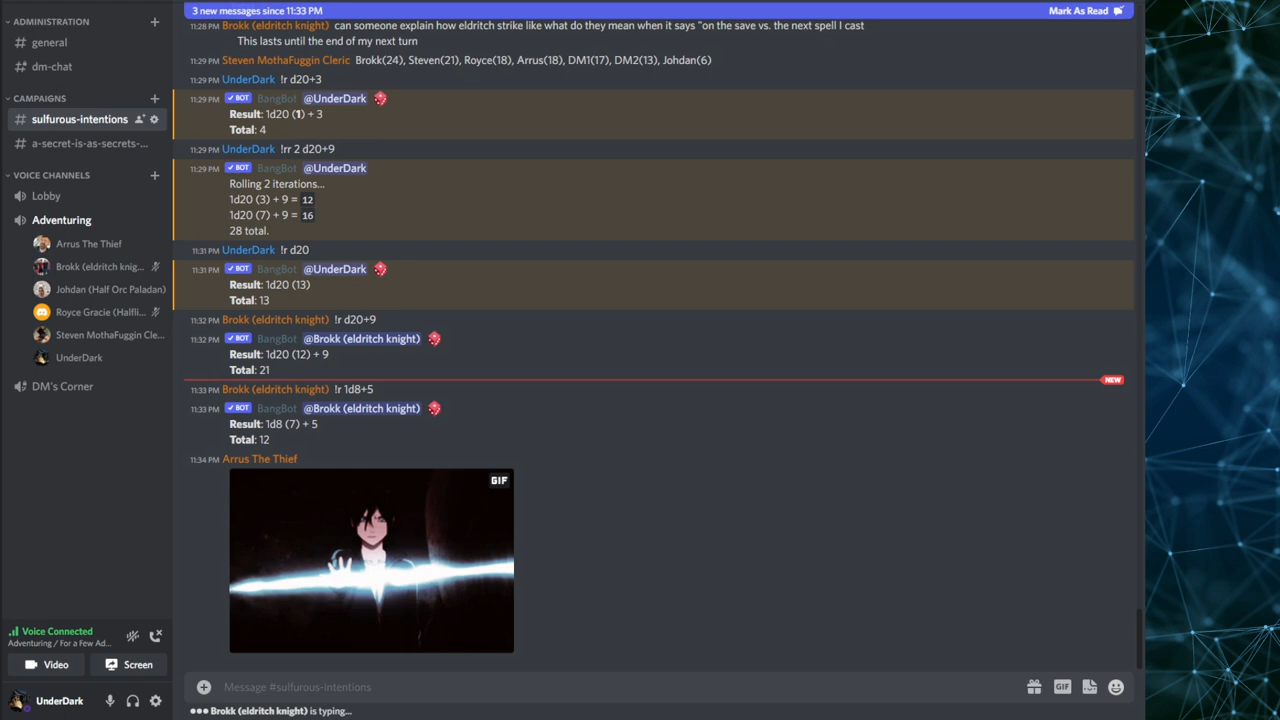 ADMINISTRATION
general
dm-chat
CAMPAIGNS
sulfurous-intentions
a-secret-is-as-secrets-...
VOICE CHANNELS
Lobby
Adventuring
Arrus The Thief
Brokk (eldritch knig...
Johdan (Half Orc Paladan)
Royce Gracie (Halfli...
Steven MothaFuggin Cle...
UnderDark
DM's Corner
Voice Connected
Adventuring / For a Few Ad...
Video Screen
UnderDark
3 new messages since 11:33 PM Mark As Read
11:28 PM Brokk (eldritch knight) can someone explain how eldritch strike like what do they mean when it says "on the save vs. the next spell I cast
This lasts until the end of my next turn
11:29 PM Steven MothaFuggin Cleric Brokk(24), Steven(21), Royce(18), Arrus(18), DM1(17), DM2(13), Johdan(6)
11:29 PM UnderDark !r d20+3
11:29 PM ✓ BOT BangBot @UnderDark
Result: 1d20 (1) + 3
Total: 4
11:29 PM UnderDark !rr 2 d20+9
11:29 PM ✓ BOT BangBot @UnderDark
Rolling 2 iterations...
1d20 (3) + 9 = 12
1d20 (7) + 9 = 16
28 total.
11:31 PM UnderDark !r d20
11:31 PM ✓ BOT BangBot @UnderDark
Result: 1d20 (13)
Total: 13
11:32 PM Brokk (eldritch knight) !r d20+9
11:32 PM ✓ BOT BangBot @Brokk (eldritch knight)
Result: 1d20 (12) + 9
Total: 21
NEW
11:33 PM Brokk (eldritch knight) !r 1d8+5
11:33 PM ✓ BOT BangBot @Brokk (eldritch knight)
Result: 1d8 (7) + 5
Total: 12
11:34 PM Arrus The Thief
GIF
Message #sulfurous-intentions
GIF
Brokk (eldritch knight) is typing...